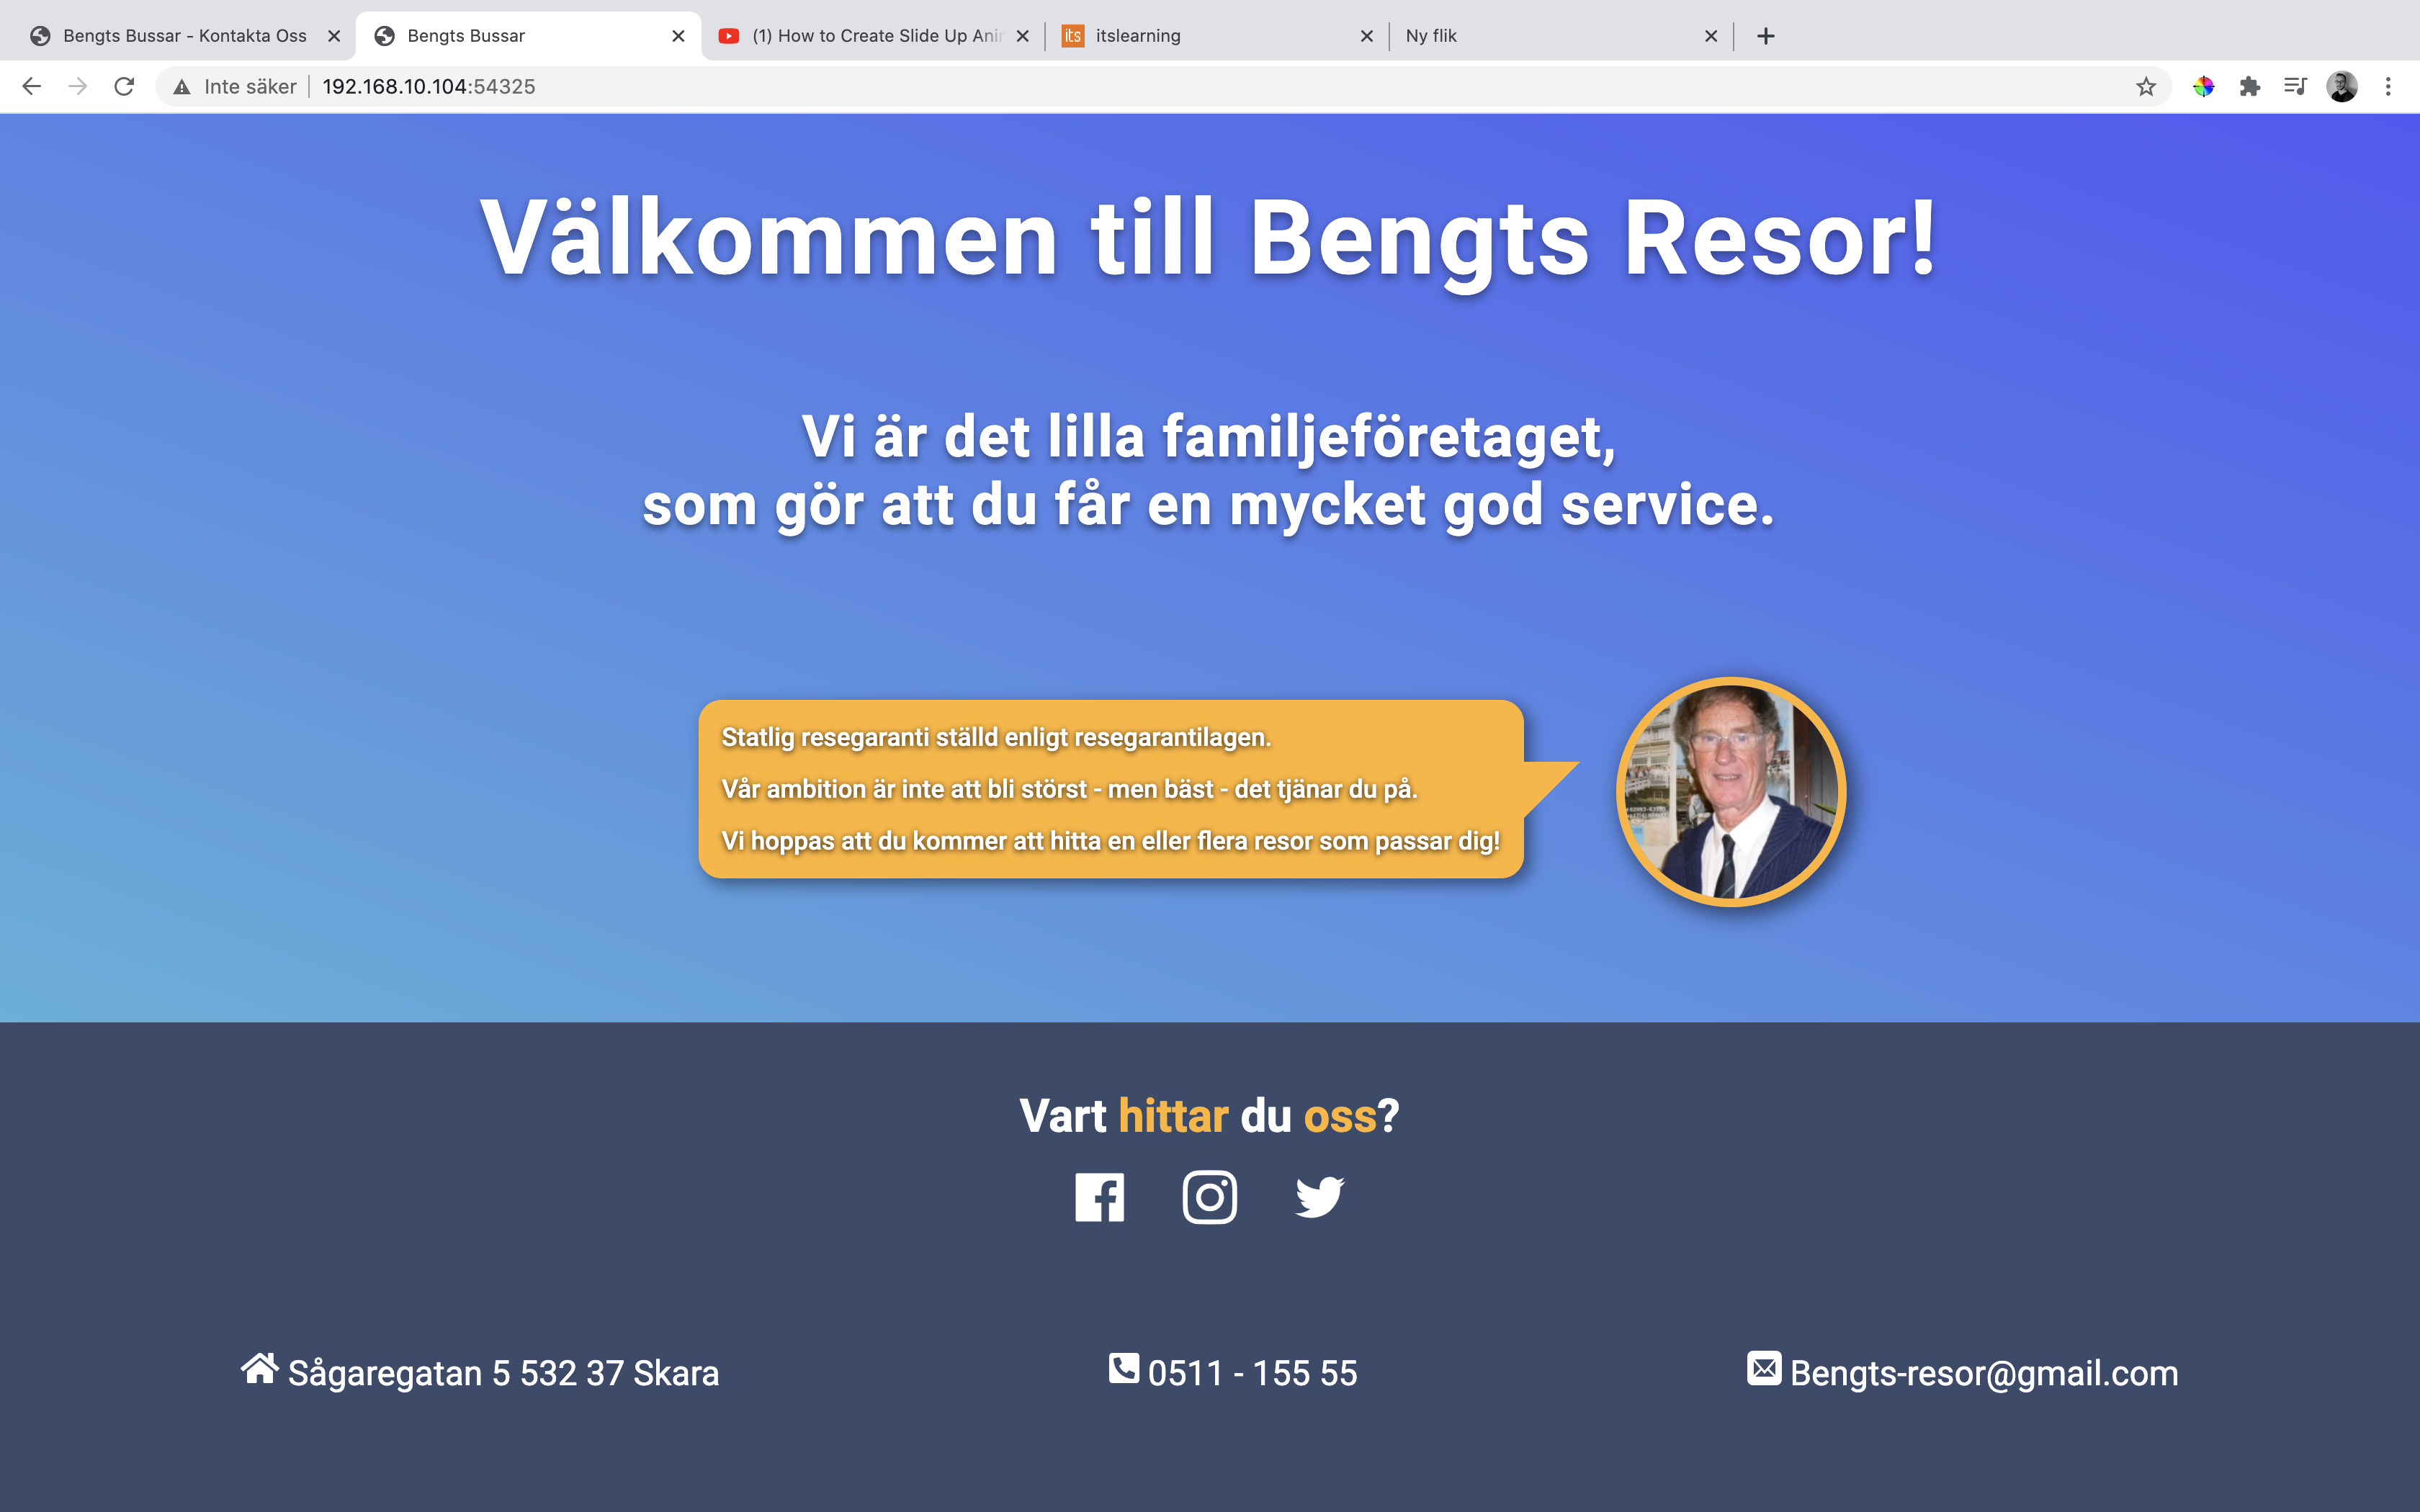 Bengts Bussar - Kontakta Oss
Bengts Bussar
(1) How to Create Slide Up
its itslearning
Ny flik
Inte säker 192.168.10.104:54325
Välkommen till Bengts Resor!
Vi är det lilla familjeföretaget,
som gör att du får en mycket god service.
Statlig resegaranti ställd enligt resegarantilagen.
Vår ambition är inte att bli störst - men bäst - det tjänar du på.
Vi hoppas att du kommer att hitta en eller flera resor som passar dig!
Vart hittar du oss?
Sågaregatan 5 532 37 Skara
0511 - 155 55
Bengts-resor@gmail.com